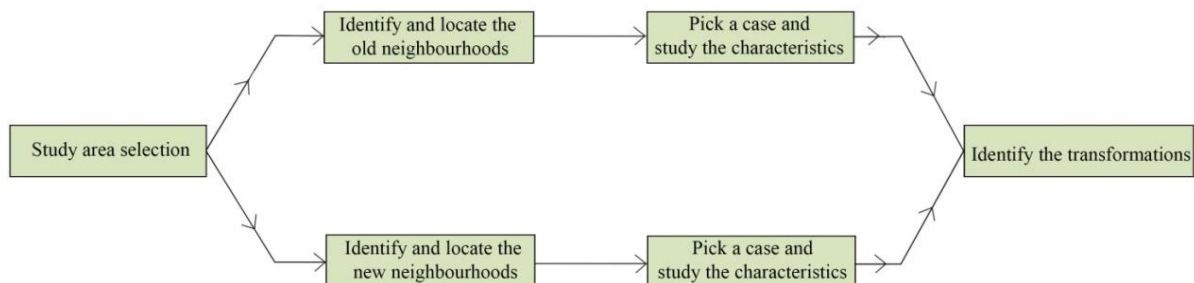 Study area selection
Identify and locate the
old neighbourhoods
Pick a case and
study the characteristics
Identify and locate the
new neighbourhoods
Pick a case and
study the characteristics
Identify the transformations